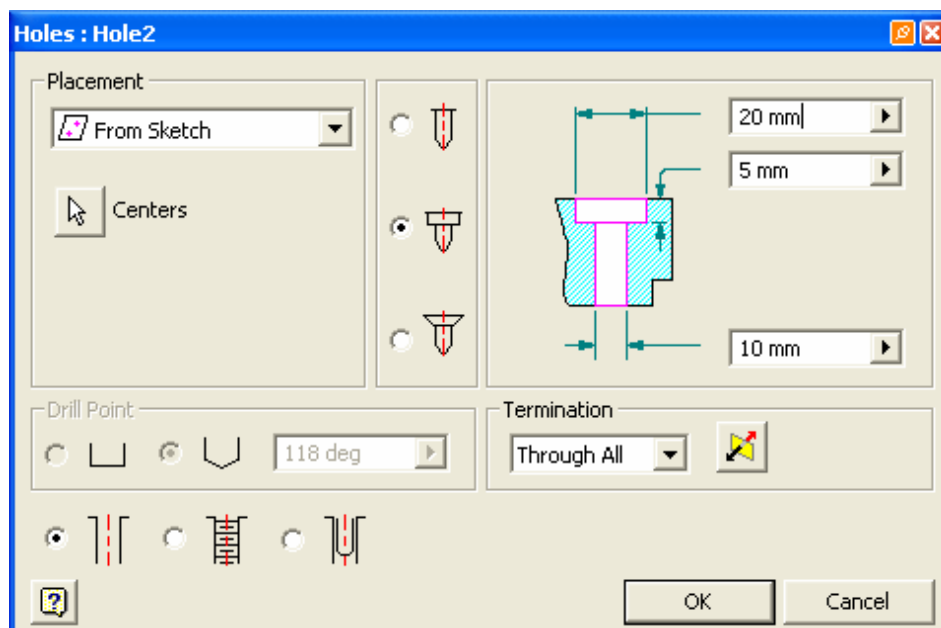 Holes : Hole2
Placement
From Sketch
Centers
20 mm
5 mm
10 mm
Drill Point
118 deg
Termination
Through All
?
OK
Cancel